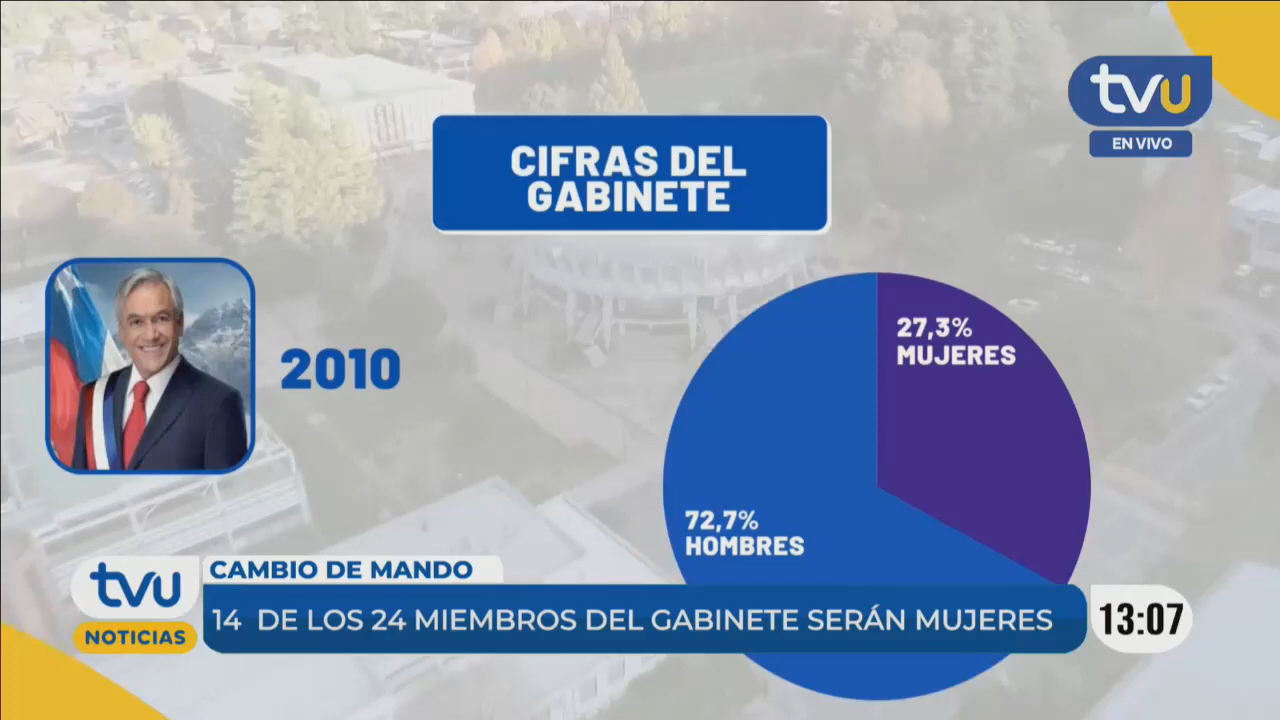 tvu
EN VIVO
CIFRAS DEL
GABINETE
2010
27,3%
MUJERES
72,7%
HOMBRES
tvu
NOTICIAS
CAMBIO DE MANDO
14 DE LOS 24 MIEMBROS DEL GABINETE SERÁN MUJERES
13:07